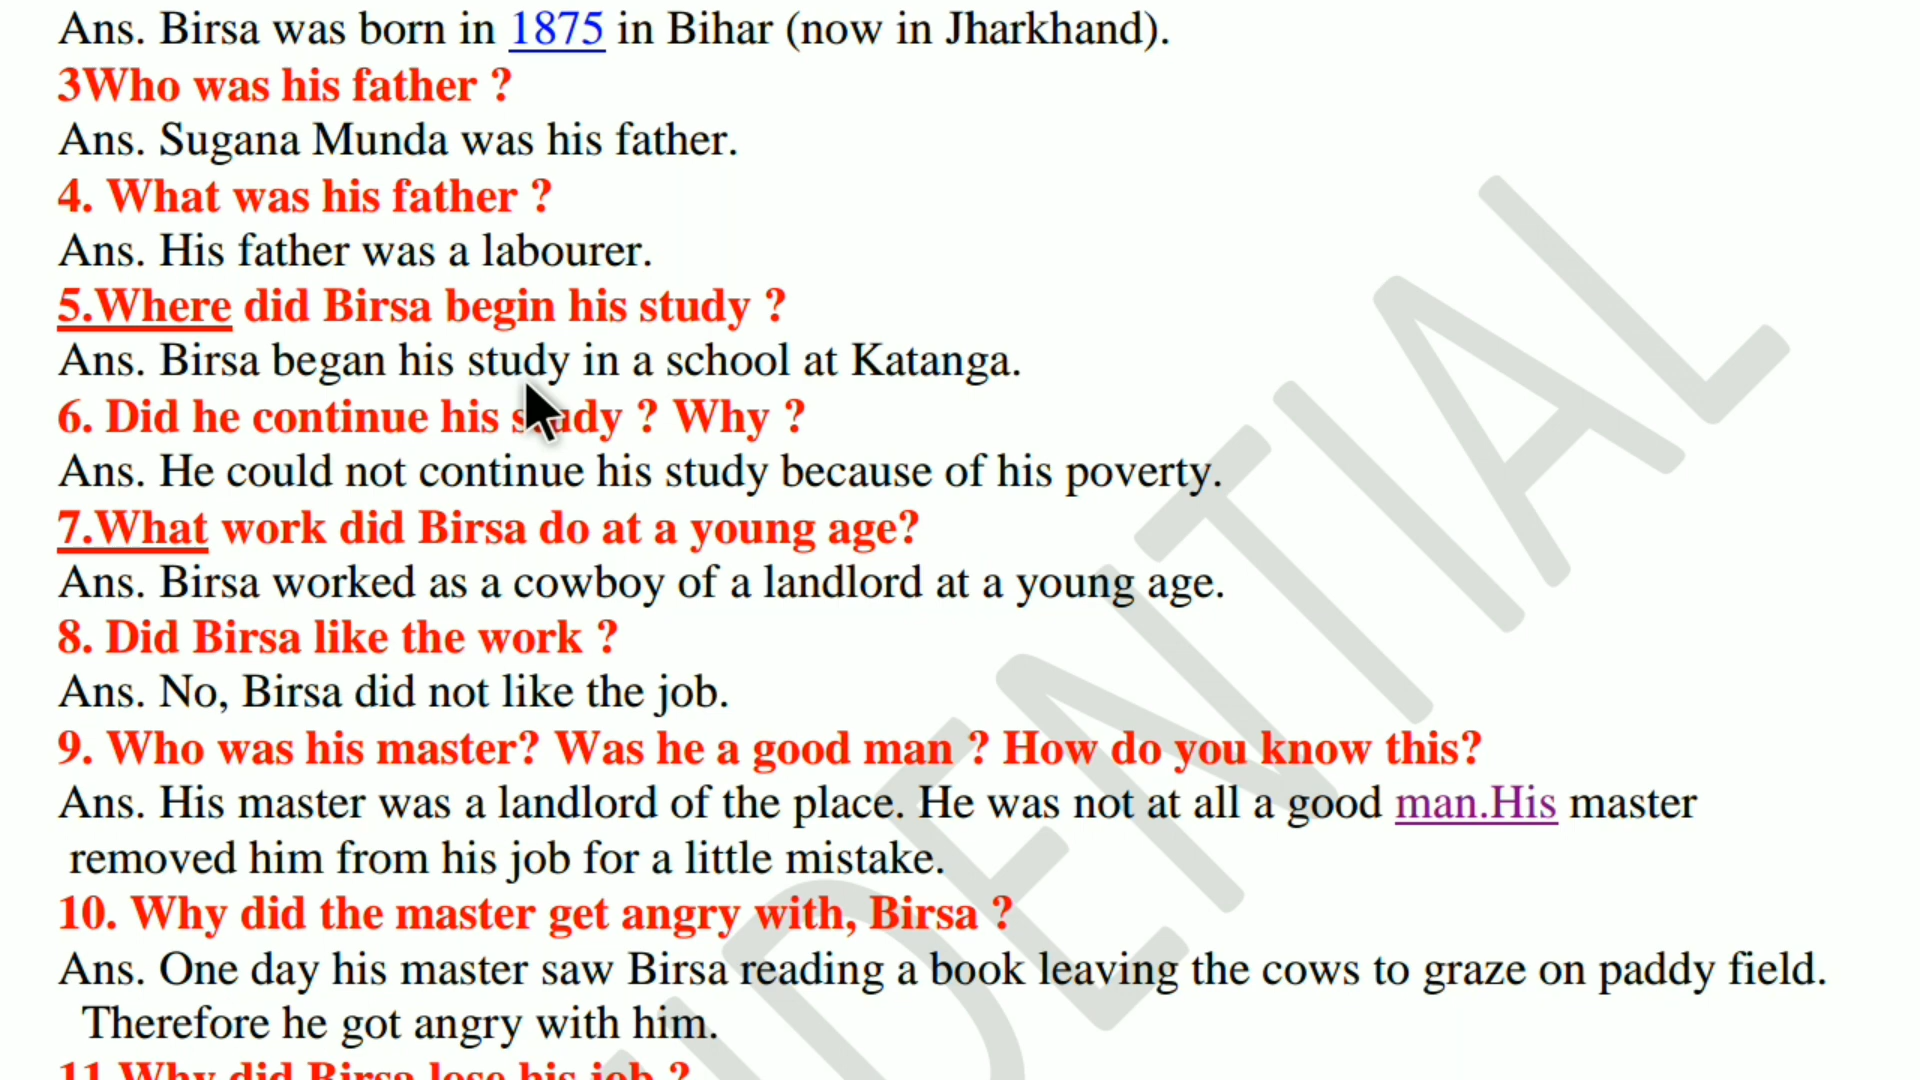 Ans. Birsa was born in 1875 in Bihar (now in Jharkhand).
3Who was his father ?
Ans. Sugana Munda was his father.
4. What was his father ?
Ans. His father was a labourer.
5.Where did Birsa begin his study ?
Ans. Birsa began his study in a school at Katanga.
6. Did he continue his study ? Why ?
Ans. He could not continue his study because of his poverty.
7.What work did Birsa do at a young age?
Ans. Birsa worked as a cowboy of a landlord at a young age.
8. Did Birsa like the work ?
Ans. No, Birsa did not like the job.
9. Who was his master? Was he a good man ? How do you know this?
Ans. His master was a landlord of the place. He was not at all a good man.His master
removed him from his job for a little mistake.
10. Why did the master get angry with, Birsa ?
Ans. One day his master saw Birsa reading a book leaving the cows to graze on paddy field.
Therefore he got angry with him.
11.Why did Birsa lose his job ?